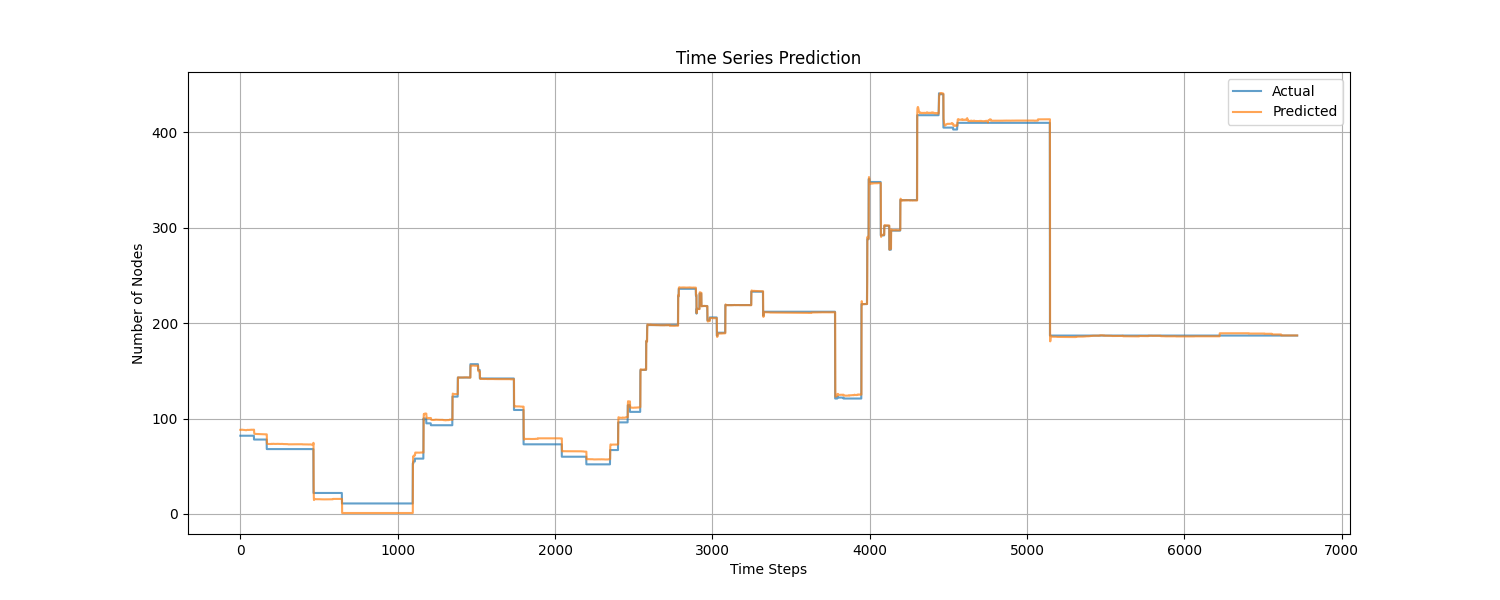 Time Series Prediction
Actual
Predicted
Number of Nodes
400
300
200
100
0
0 1000 2000 3000 4000 5000 6000 7000
Time Steps